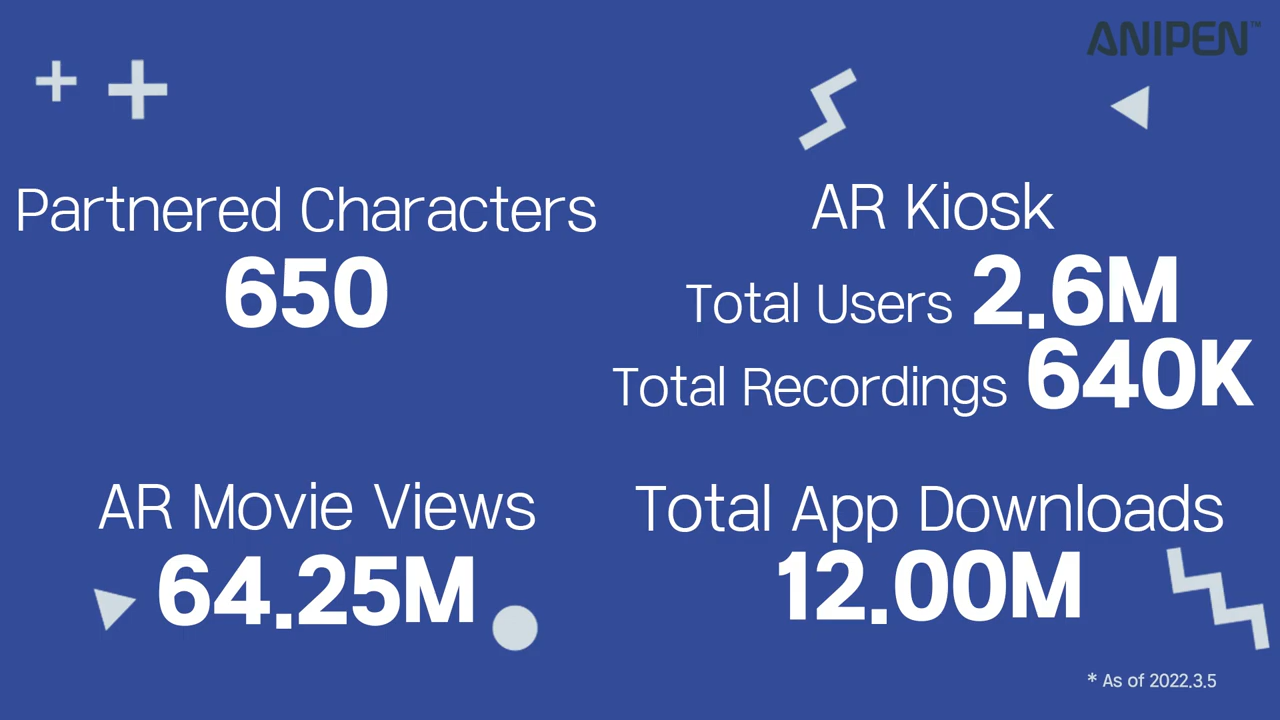 ANIPEN™
Partnered Characters
650
AR Kiosk
Total Users 2.6M
Total Recordings 640K
AR Movie Views
64.25M
Total App Downloads
12.00M
* As of 2022.3.5